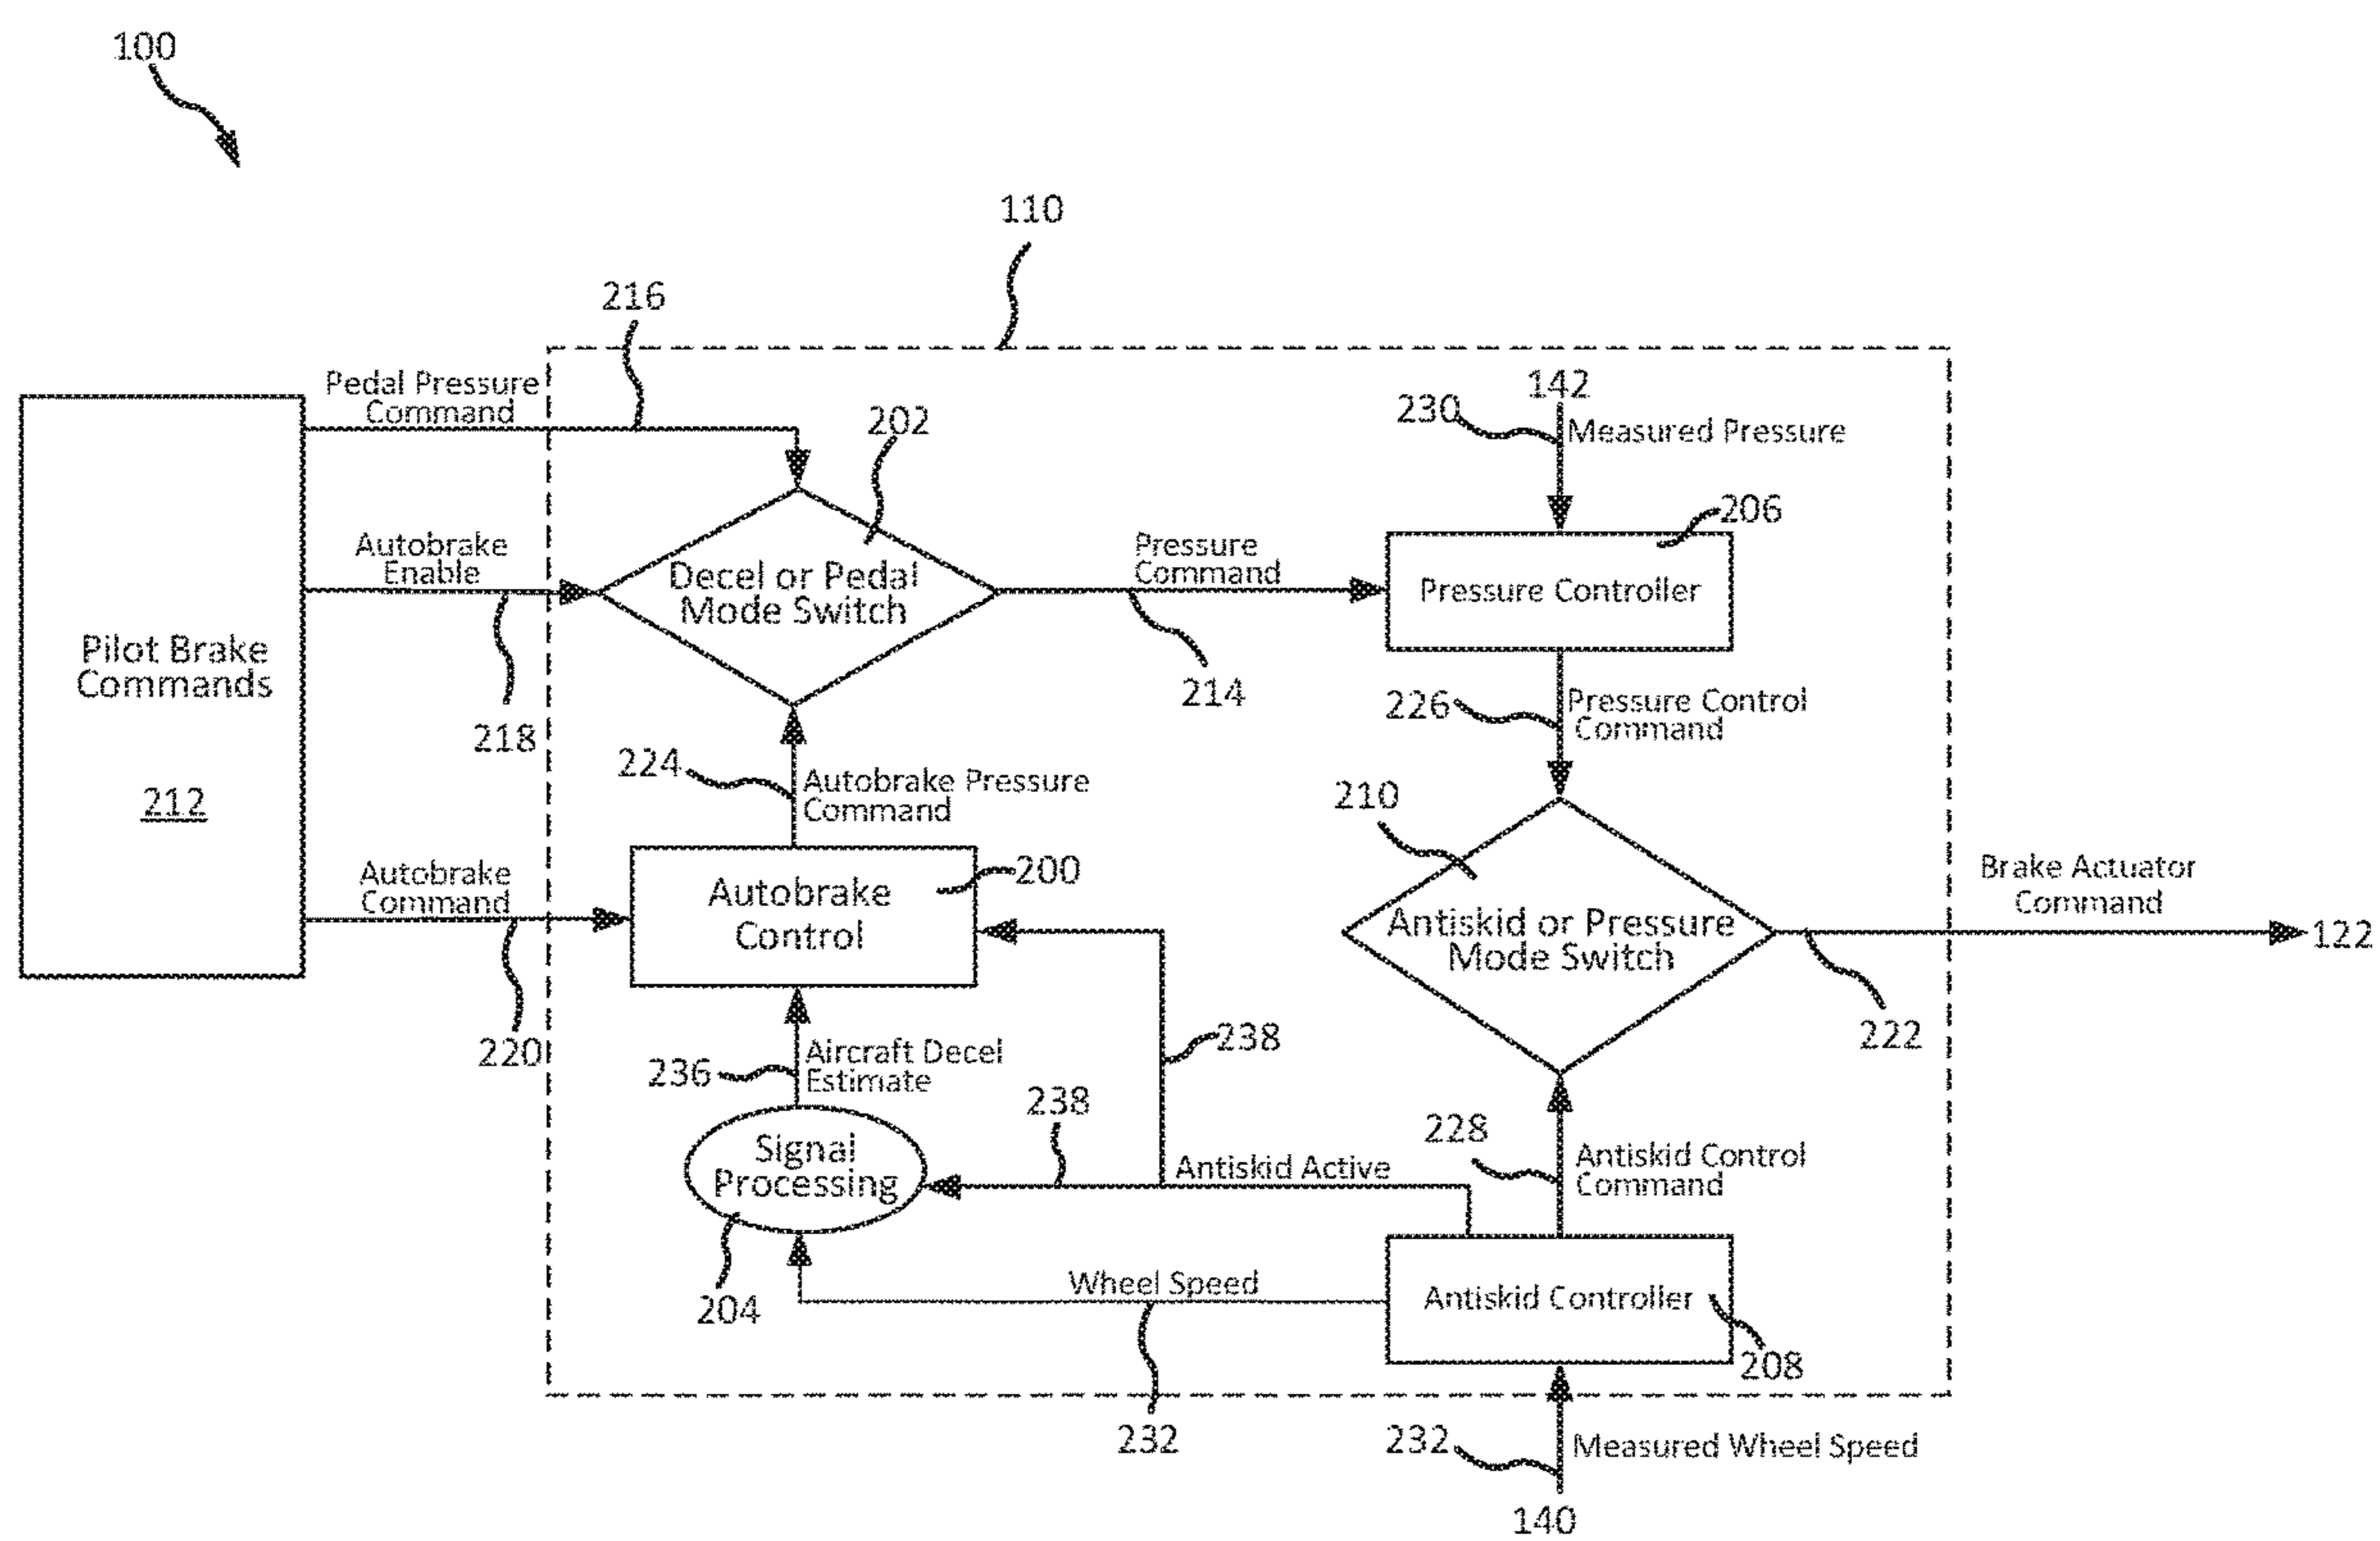 100
110
216
Pedal Pressure
Command
202
142
230
Measured Pressure
206
Autobrake
Enable
Decel or Pedal
Mode Switch
Pressure
Command
Pressure Controller
Pilot Brake
Commands
212
218
214
226
Pressure Control
Command
224
Autobrake Pressure
Command
210
Autobrake
Command
Autobrake
Control
200
Antiskid or Pressure
Mode Switch
Brake Actuator
Command
122
220
222
236
Aircraft Decel
Estimate
238
238
228
Signal
Processing
Antiskid Active
Antiskid Control
Command
204
Wheel Speed
Antiskid Controller
208
232
232
Measured Wheel Speed
140